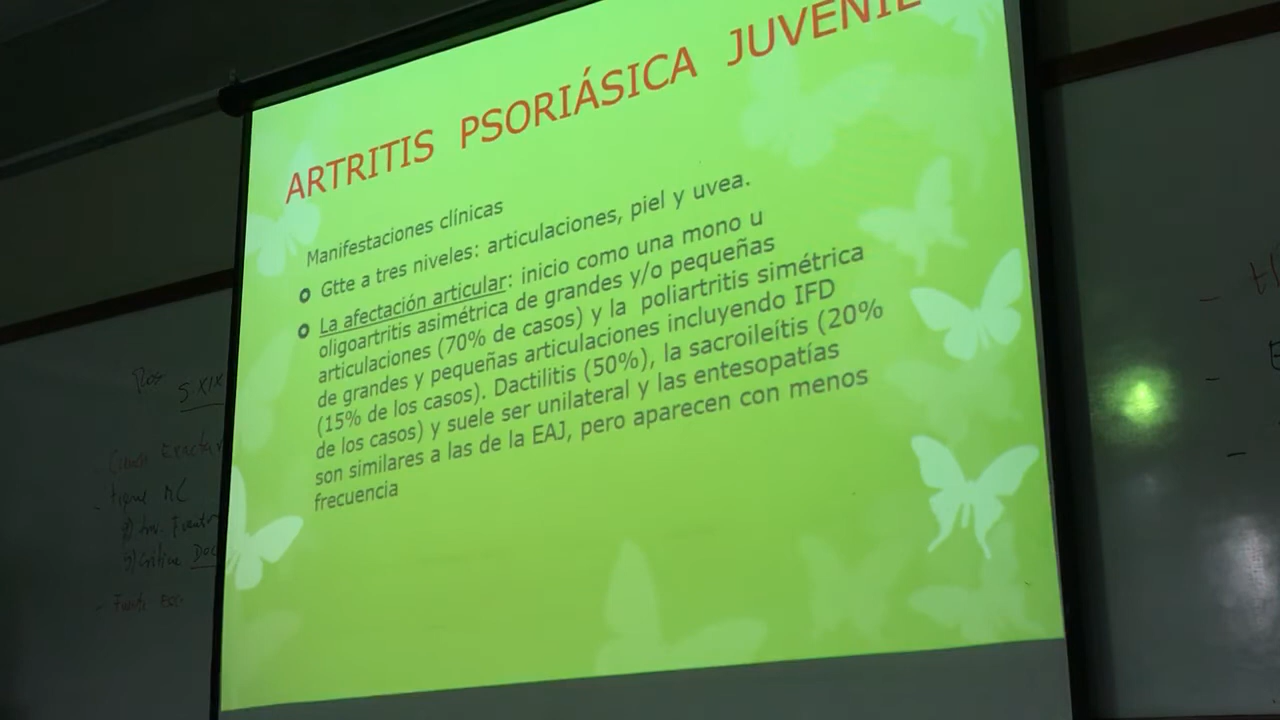 ARTRITIS PSORIÁSICA JUVENIL
Manifestaciones clínicas
Gtte a tres niveles: articulaciones, piel y uvea.
La afectación articular: inicio como una mono u
oligoartritis asimétrica de grandes y/o pequeñas
articulaciones (70% de casos) y la poliartritis simétrica
de grandes y pequeñas articulaciones incluyendo IFD
(15% de los casos). Dactilitis (50%), la sacroileítis (20%
de los casos) y suele ser unilateral y las entesopatías
son similares a las de la EAJ, pero aparecen con menos
frecuencia
S XIX